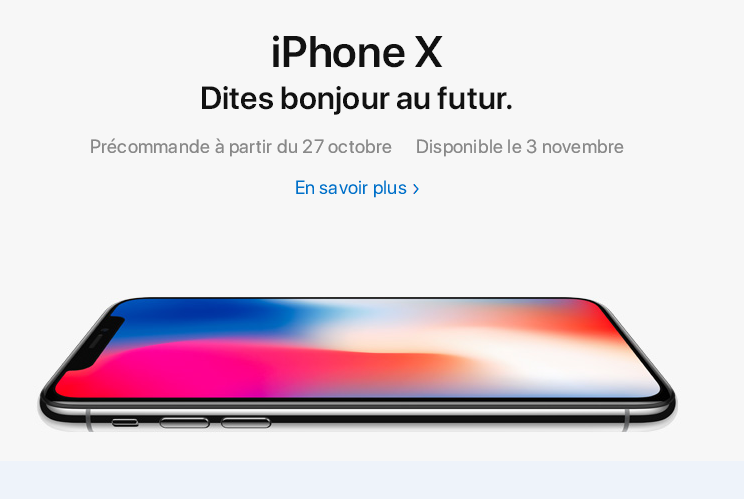 iPhone X
Dites bonjour au futur.
Précommande à partir du 27 octobre Disponible le 3 novembre
En savoir plus ›